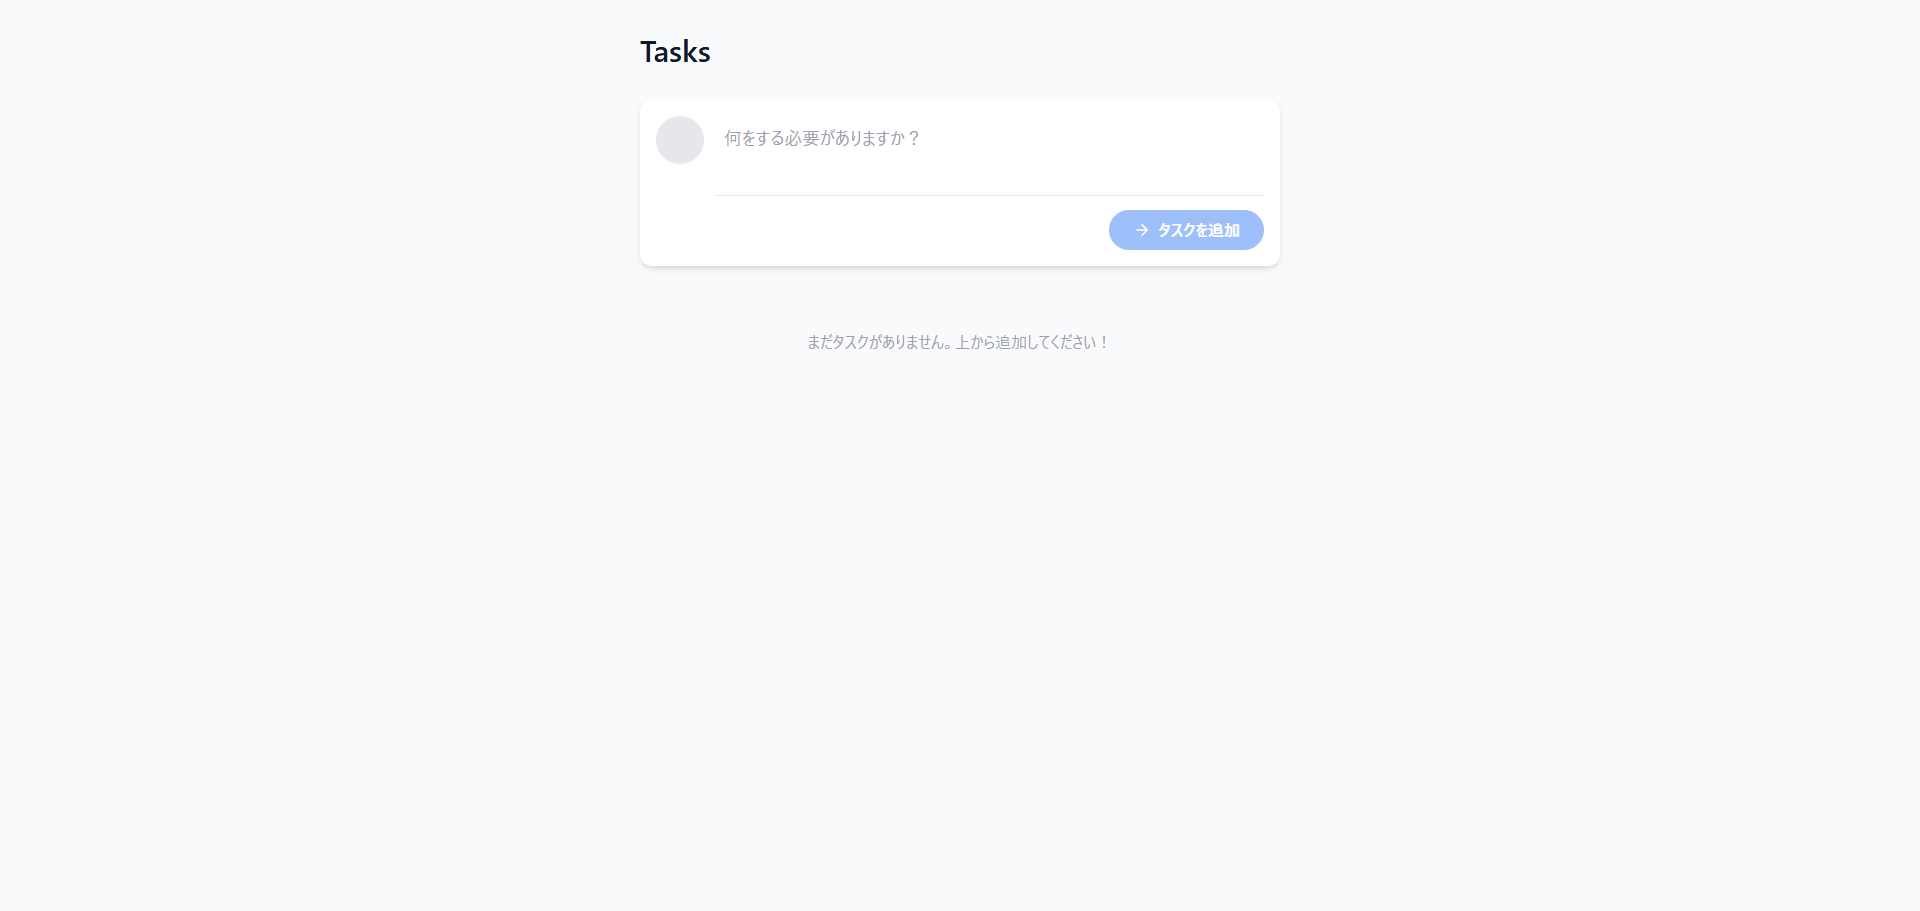 Tasks
何をする必要がありますか？
タスクを追加
まだタスクがありません。上から追加してください！